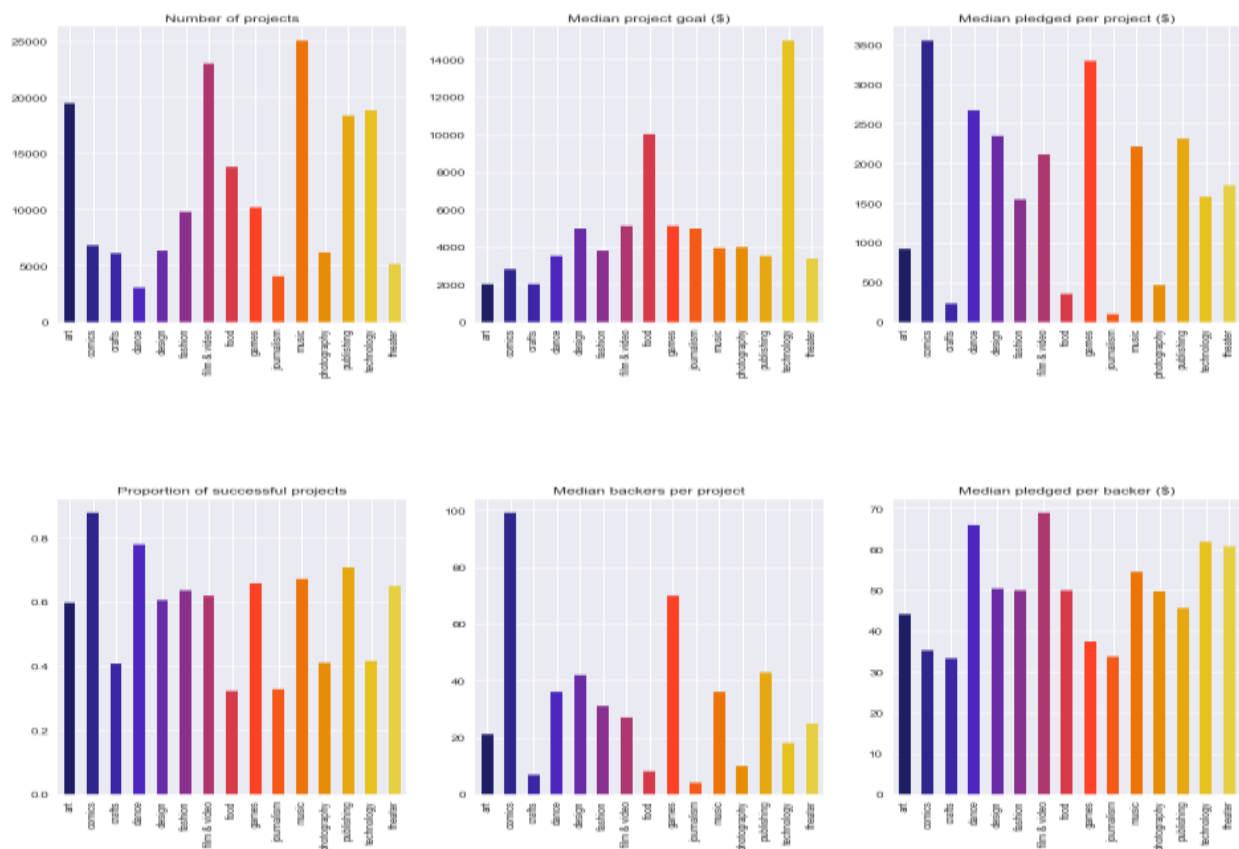 Number of projects
25000
20000
15000
10000
5000
0
art
comics
crafts
dance
design
fashion
film & video
food
games
journalism
music
photography
publishing
technology
theater
Median project goal ($)
14000
12000
10000
8000
6000
4000
2000
0
art
comics
crafts
dance
design
fashion
film & video
food
games
journalism
music
photography
publishing
technology
theater
Median pledged per project ($)
3500
3000
2500
2000
1500
1000
500
0
art
comics
crafts
dance
design
fashion
film & video
food
games
journalism
music
photography
publishing
technology
theater
Proportion of successful projects
0.8
0.6
0.4
0.2
0.0
art
comics
crafts
dance
design
fashion
film & video
food
games
journalism
music
photography
publishing
technology
theater
Median backers per project
100
80
60
40
20
0
art
comics
crafts
dance
design
fashion
film & video
food
games
journalism
music
photography
publishing
technology
theater
Median pledged per backer ($)
70
60
50
40
30
20
10
0
art
comics
crafts
dance
design
fashion
film & video
food
games
journalism
music
photography
publishing
technology
theater